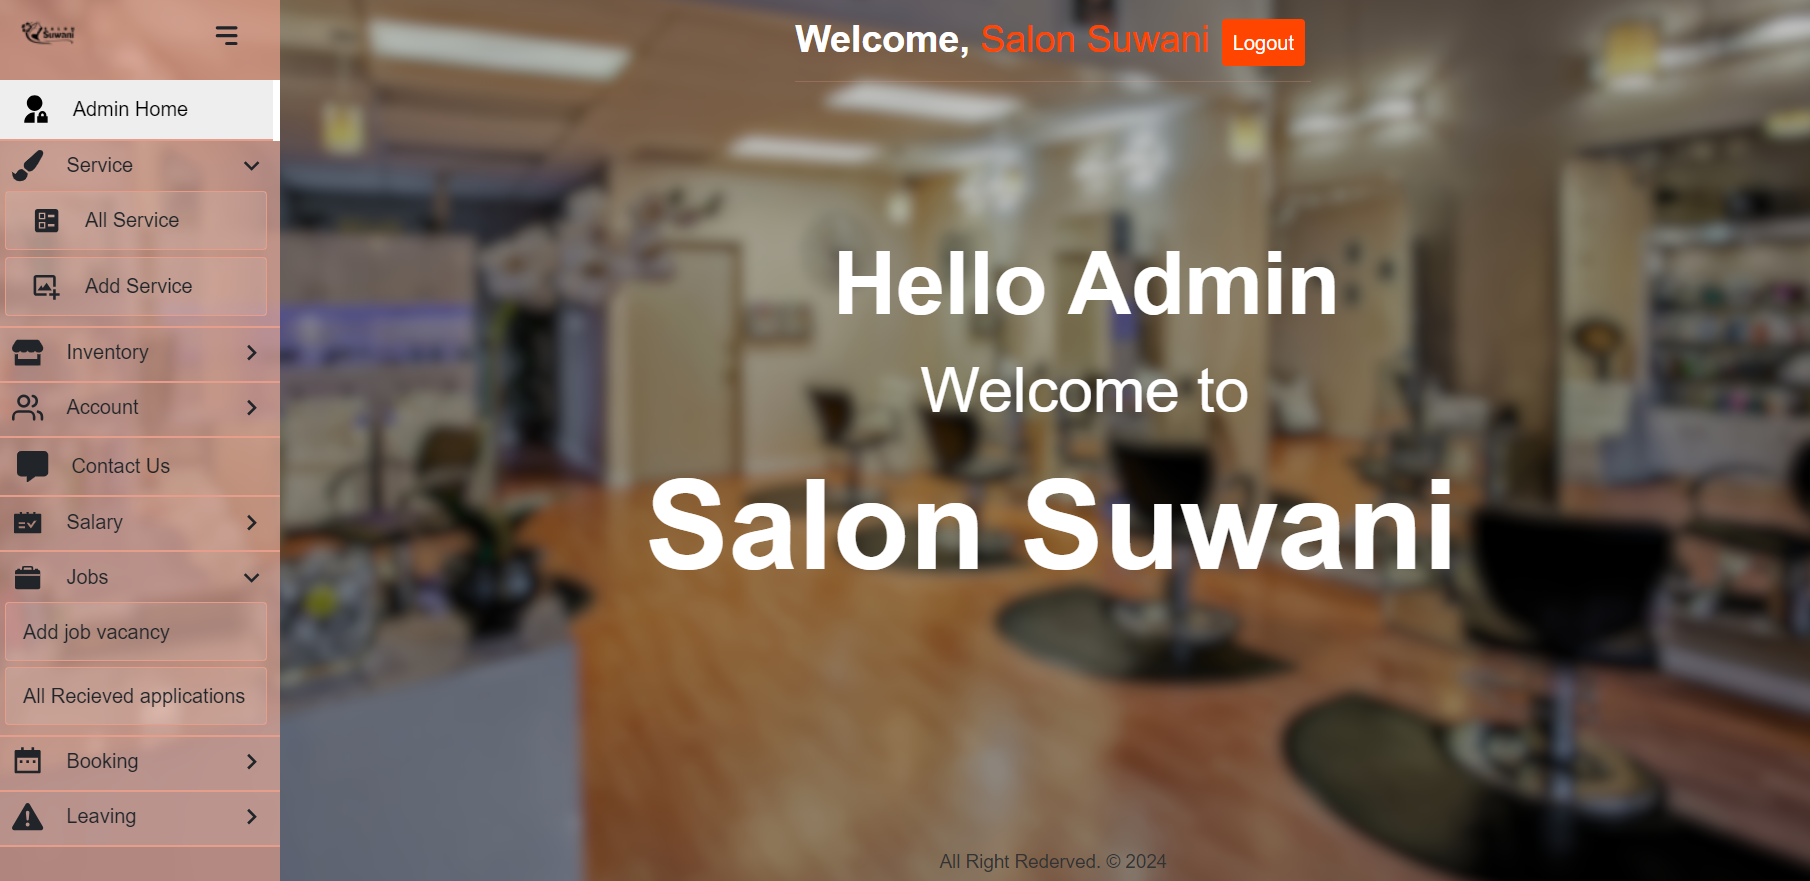 Suwani
Admin Home
Service
All Service
Add Service
Inventory
Account
Contact Us
Salary
Jobs
Add job vacancy
All Recieved applications
Booking
Leaving
Welcome, Salon Suwani Logout
Hello Admin
Welcome to
Salon Suwani
All Right Rederved. © 2024